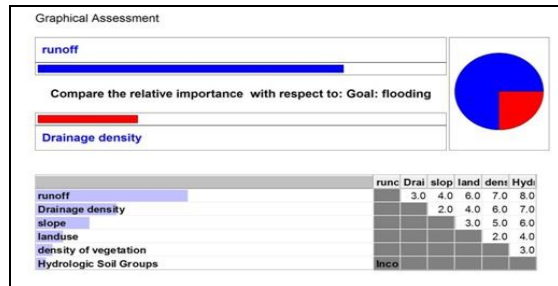 Graphical Assessment
runoff
Compare the relative importance with respect to: Goal: flooding
Drainage density
runc Drai slop land dens Hydr
runoff 3.0 4.0 6.0 7.0 8.0
Drainage density 2.0 4.0 6.0 7.0
slope 3.0 5.0 6.0
landuse 2.0 4.0
density of vegetation 3.0
Hydrologic Soil Groups Inco